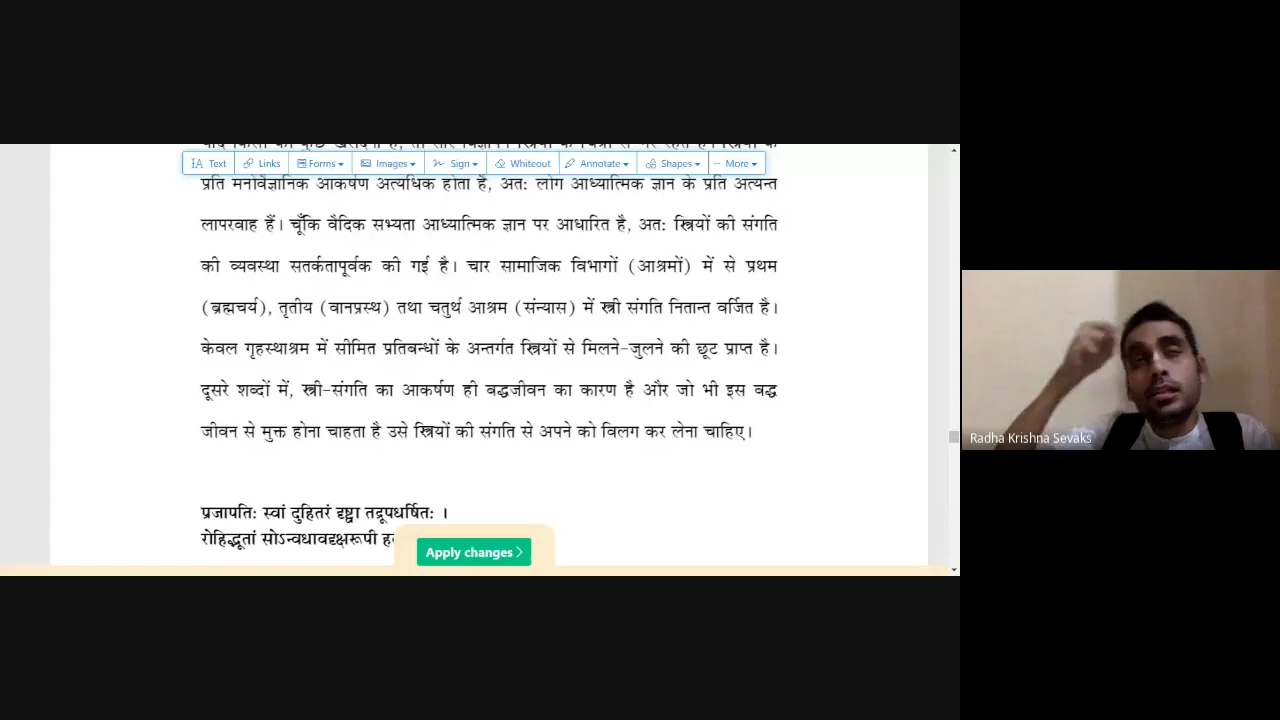 Text Links Forms Images Sign Whiteout Annotate Shapes More
प्रति मनोवैज्ञानिक आकर्षण अत्यधिक होता है, अतः लोग आध्यात्मिक ज्ञान के प्रति अत्यन्त
लापरवाह हैं। चूँकि वैदिक सभ्यता आध्यात्मिक ज्ञान पर आधारित है, अतः स्त्रियों की संगति
की व्यवस्था सतर्कतापूर्वक की गई है। चार सामाजिक विभागों (आश्रमों) में से प्रथम
(ब्रह्मचर्य), तृतीय (वानप्रस्थ) तथा चतुर्थ आश्रम (संन्यास) में स्त्री संगति नितान्त वर्जित है।
केवल गृहस्थाश्रम में सीमित प्रतिबन्धों के अन्तर्गत स्त्रियों से मिलने-जुलने की छूट प्राप्त है।
दूसरे शब्दों में, स्त्री-संगति का आकर्षण ही बद्धजीवन का कारण है और जो भी इस बद्ध
जीवन से मुक्त होना चाहता है उसे स्त्रियों की संगति से अपने को विलग कर लेना चाहिए।
प्रजापतिः स्वां दुहितरं दृष्ट्वा तद्रूपधर्षितः ।
रोहिद्भूतां सोऽन्वधावदृक्षरूपी
Apply changes
Radha Krishna Sevaks